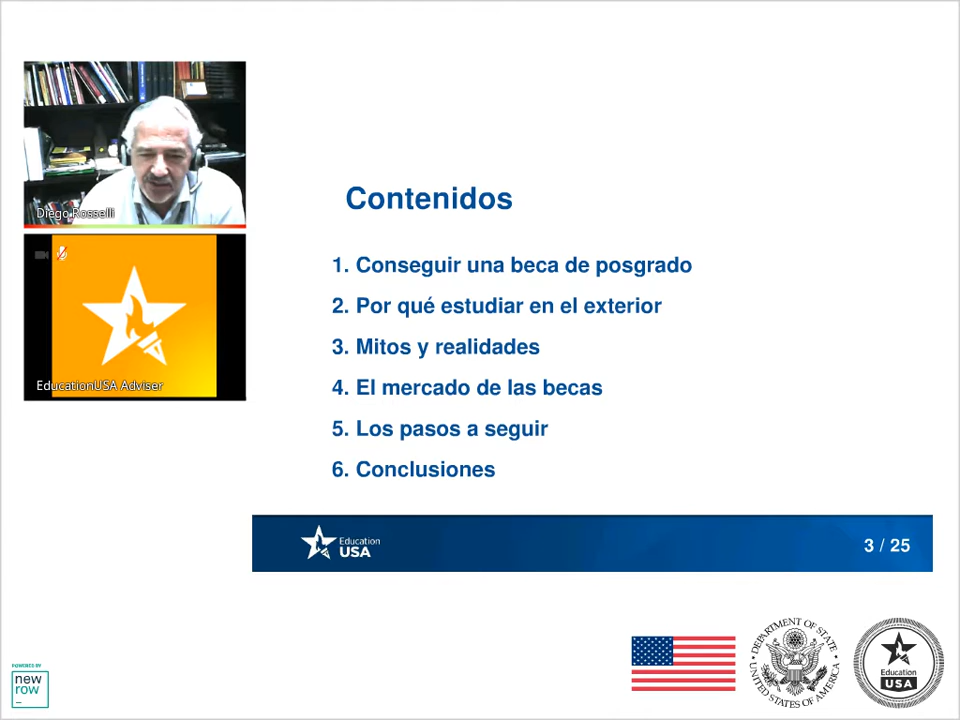 Diego Rosselli
EducationUSA Adviser
Contenidos
1. Conseguir una beca de posgrado
2. Por qué estudiar en el exterior
3. Mitos y realidades
4. El mercado de las becas
5. Los pasos a seguir
6. Conclusiones
Education
USA
3 / 25
POWERED BY
new
row
DEPARTMENT OF STATE
UNITED STATES OF AMERICA
Education
USA